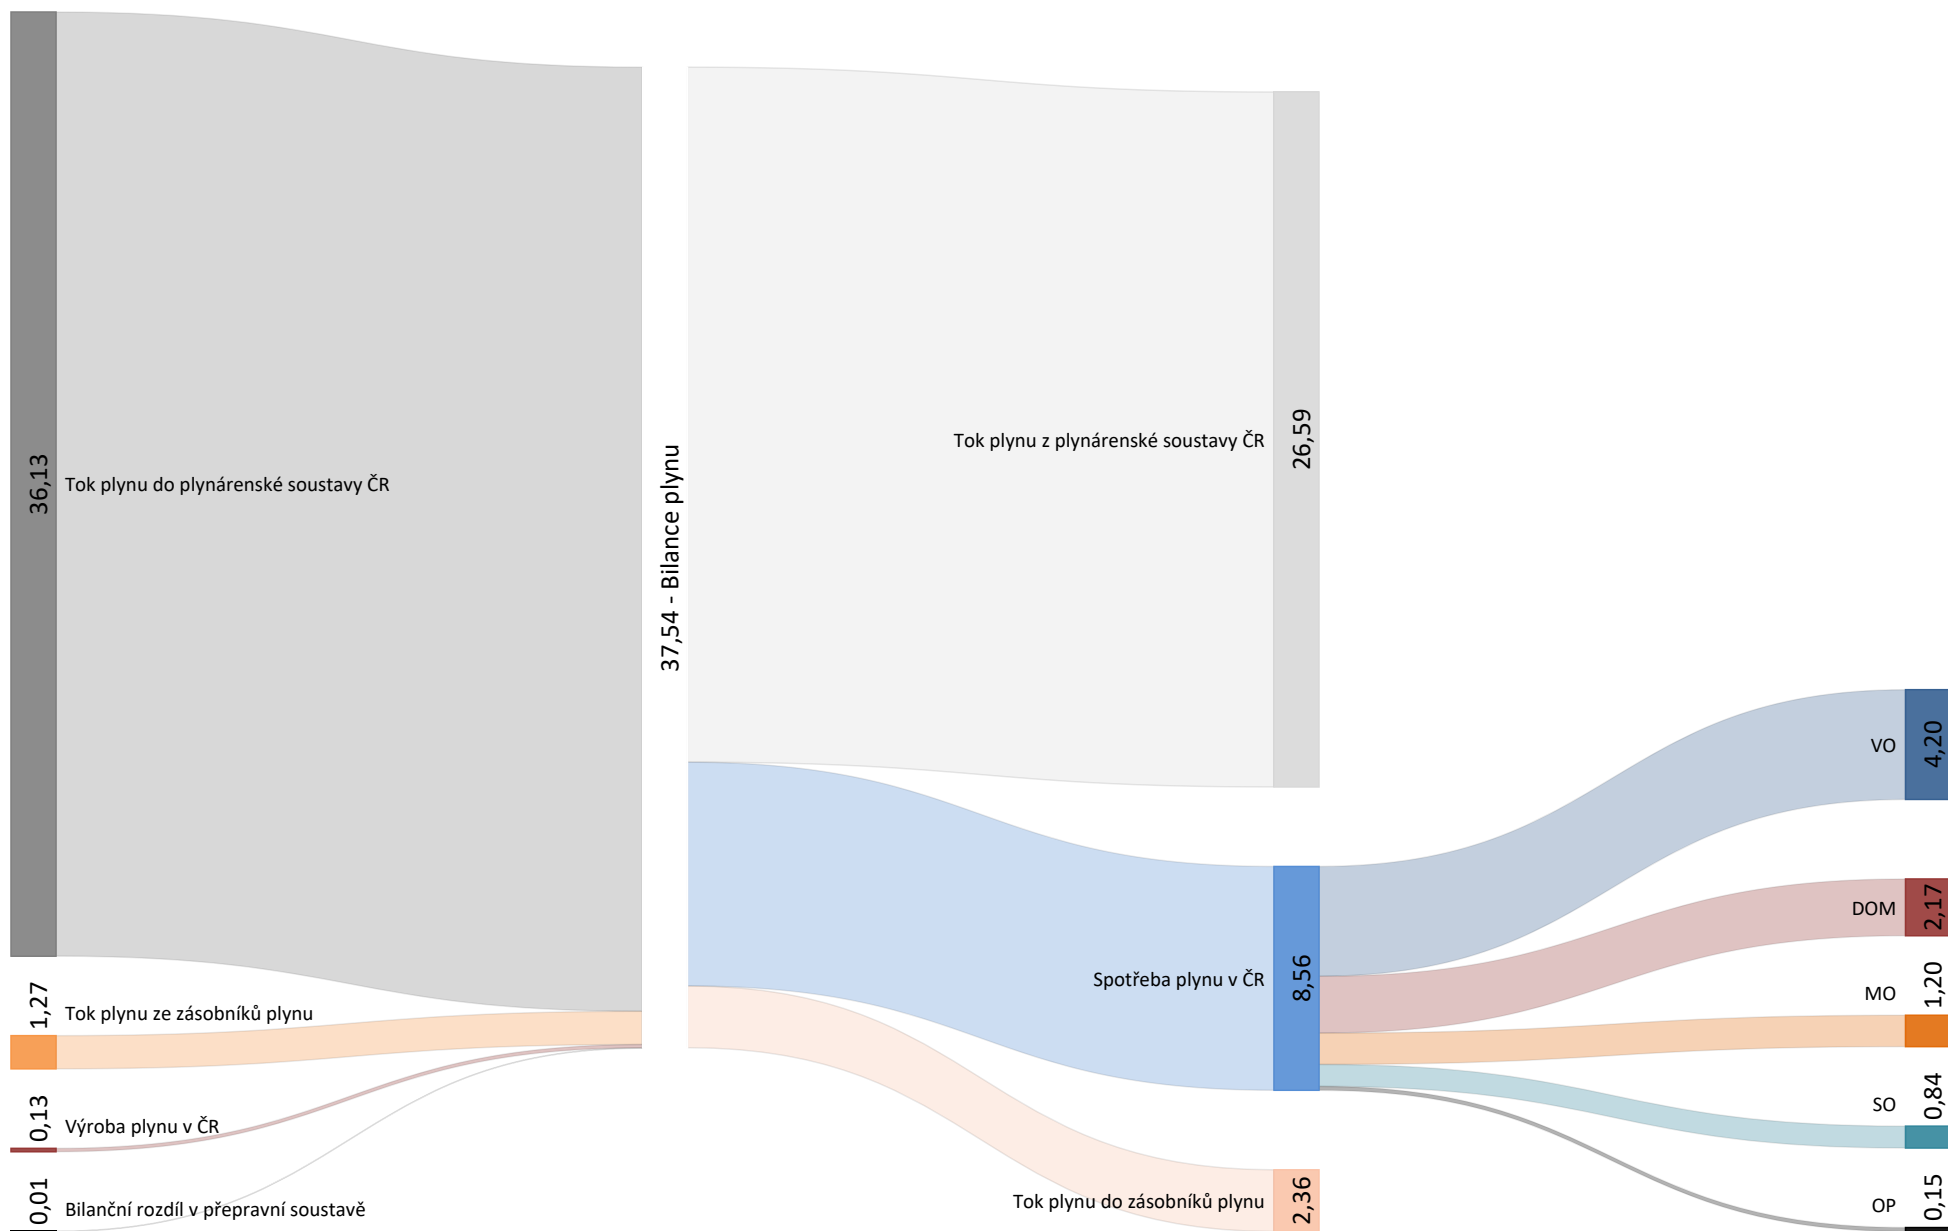 36,13
Tok plynu do plynárenské soustavy ČR
1,27
Tok plynu ze zásobníků plynu
0,13
Výroba plynu v ČR
0,01
Bilanční rozdíl v přepravní soustavě
37,54 - Bilance plynu
Tok plynu z plynárenské soustavy ČR
26,59
Spotřeba plynu v ČR
8,56
Tok plynu do zásobníků plynu
2,36
VO
4,20
DOM
2,17
MO
1,20
SO
0,84
OP
0,15